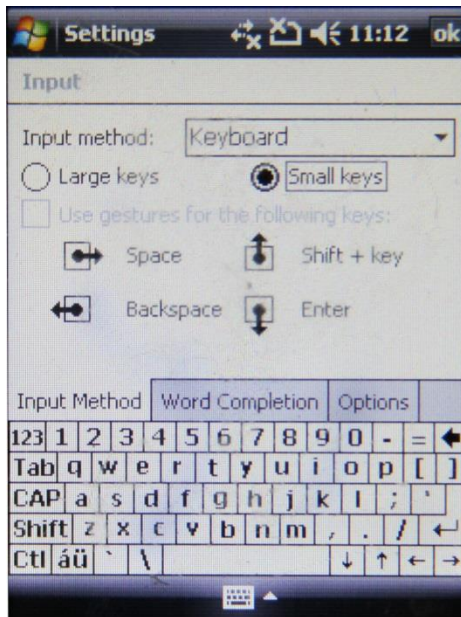 Settings 11:12 ok
Input
Input method: Keyboard
Large keys Small keys
Use gestures for the following keys:
Space Shift + key
Backspace Enter
Input Method Word Completion Options
123 1 2 3 4 5 6 7 8 9 0 - =
Tab q w e r t y u i o p [ ]
CAP a s d f g h j k l ; '
Shift z x c v b n m , . / ↵
Ctl áü ` \ ↓ ↑ ← →